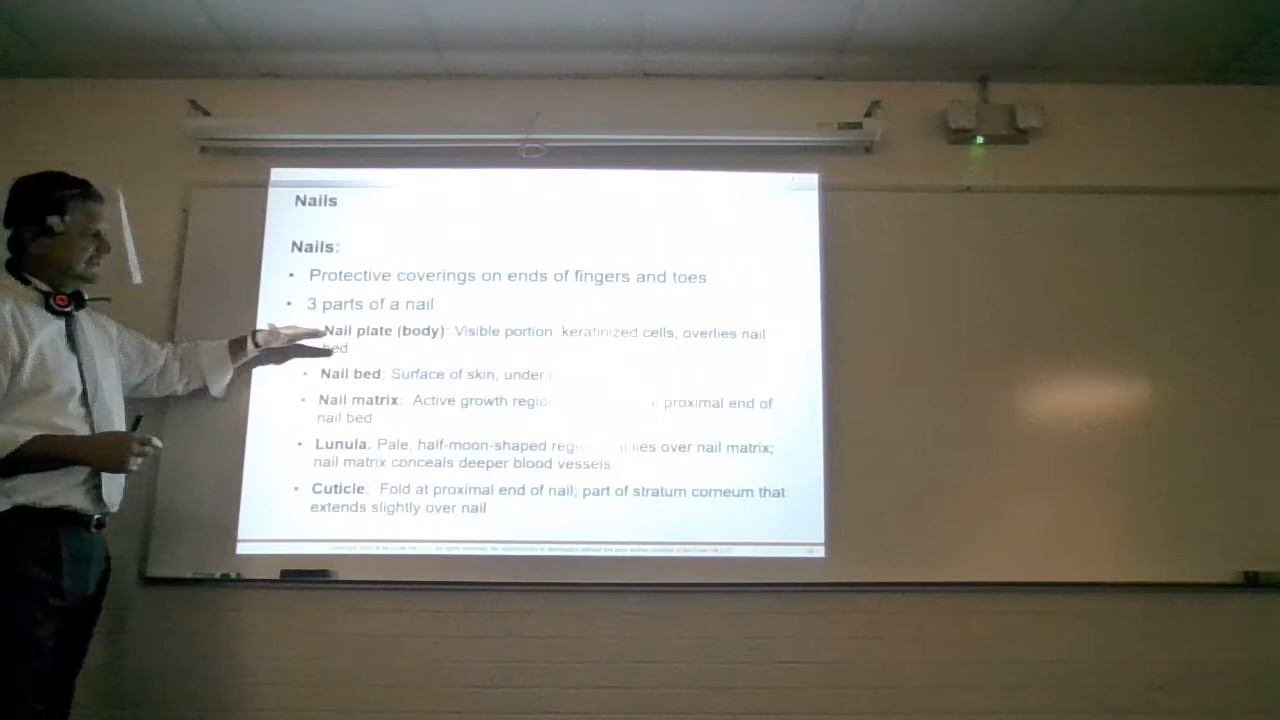 Nails
Nails:
• Protective coverings on ends of fingers and toes
• 3 parts of a nail
Nail plate (body): Visible portion keratinized cells, overlies nail
bed
• Nail bed: Surface of skin, under
• Nail matrix: Active growth proximal end of
nail bed
• Lunula: Pale, half-moon-shaped lies over nail matrix;
nail matrix conceals deeper blood vessels
• Cuticle: Fold at proximal end of nail; part of stratum corneum that
extends slightly over nail